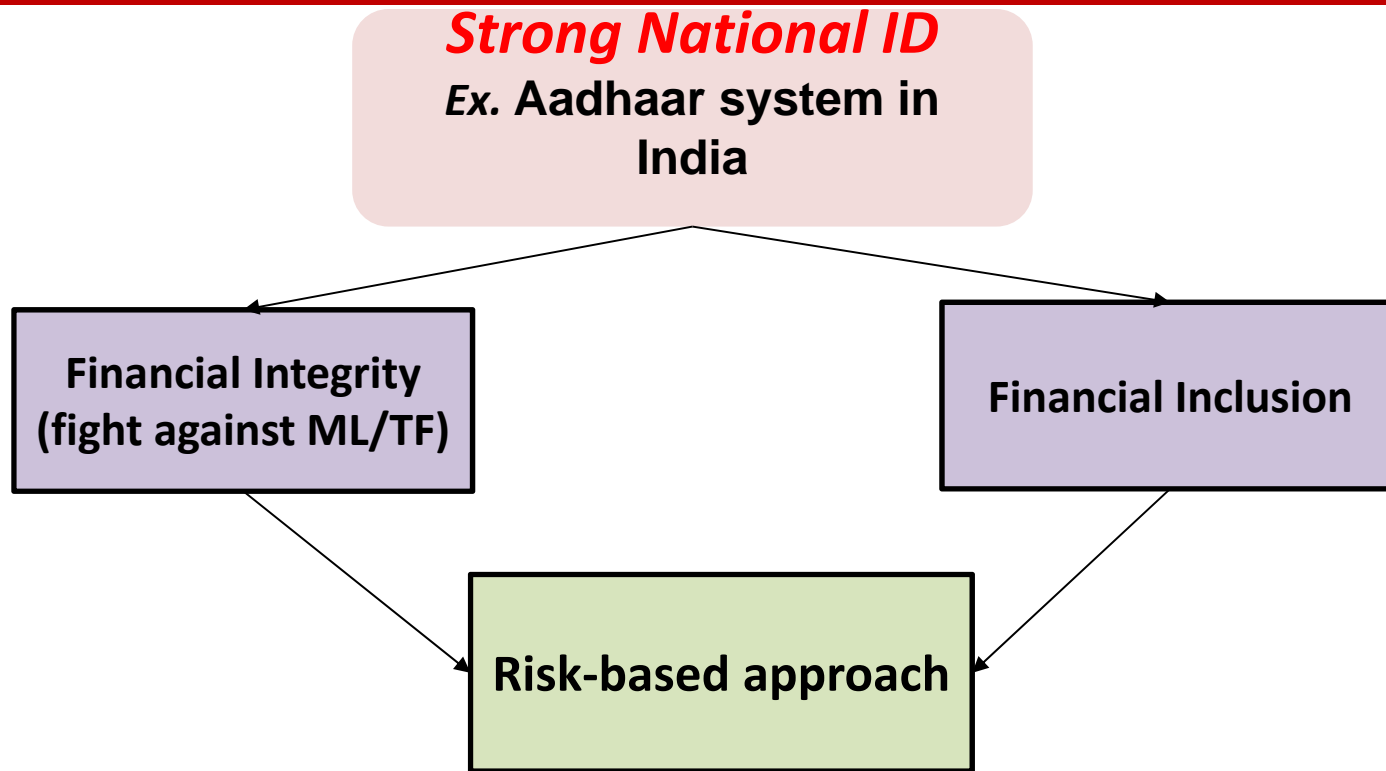 Strong National ID
Ex. Aadhaar system in
India
Financial Integrity
(fight against ML/TF)
Financial Inclusion
Risk-based approach